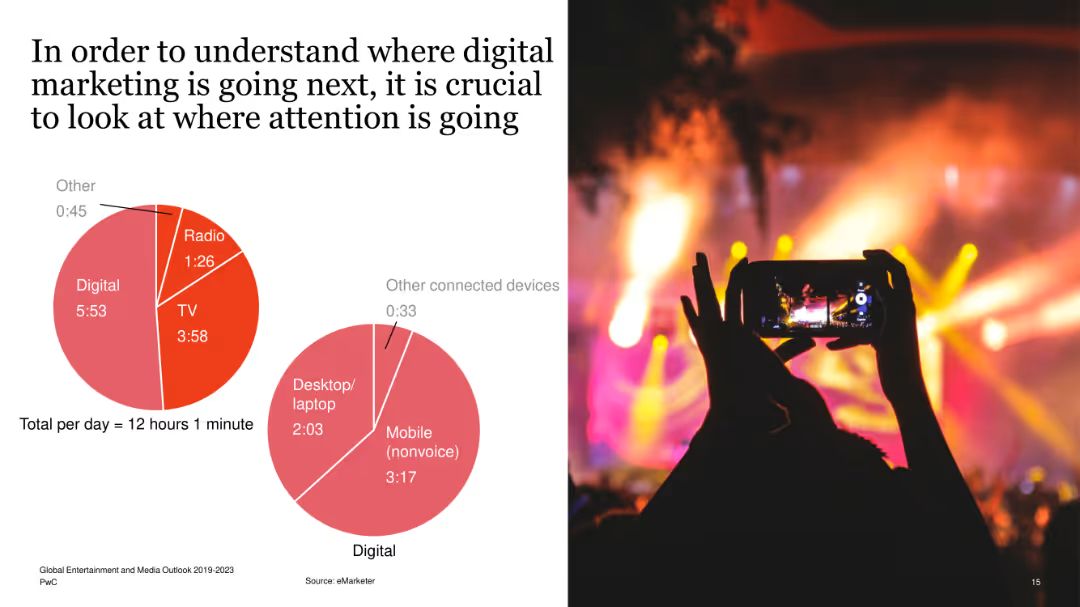 In order to understand where digital
marketing is going next, it is crucial
to look at where attention is going
Other
0:45
Radio
1:26
Digital
5:53
TV
3:58
Total per day = 12 hours 1 minute
Other connected devices
0:33
Desktop/
laptop
2:03
Mobile
(nonvoice)
3:17
Digital
Global Entertainment and Media Outlook 2019-2023
PwC
Source: eMarketer
15